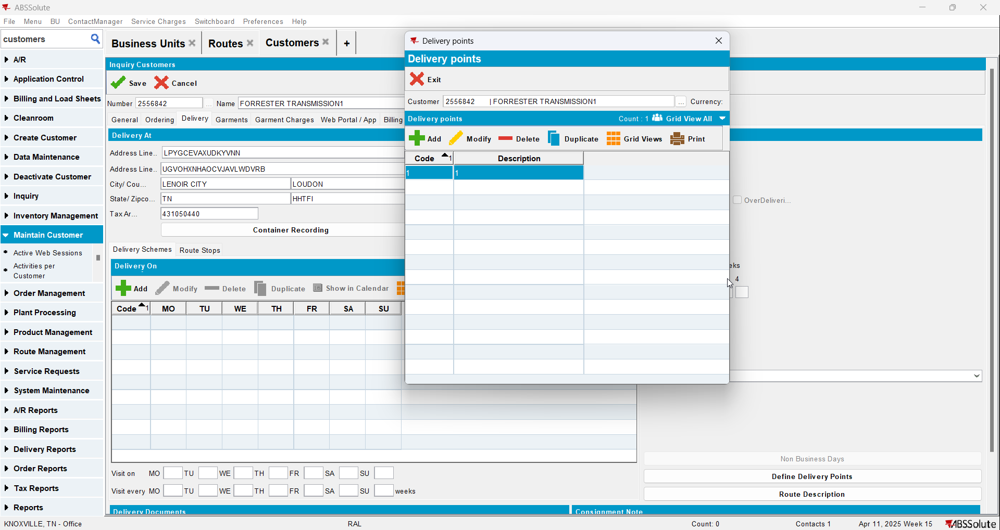 ABSSolute
File Menu BU ContactManager Service Charges Switchboard Preferences Help
customers
Business Units Routes Customers +
A/R
Application Control
Billing and Load Sheets
Cleanroom
Create Customer
Data Maintenance
Deactivate Customer
Inquiry
Inventory Management
Maintain Customer
Active Web Sessions
Activities per
Customer
Order Management
Plant Processing
Product Management
Route Management
Service Requests
System Maintenance
A/R Reports
Billing Reports
Delivery Reports
Order Reports
Tax Reports
Reports
Inquiry Customers
Save Cancel
Number 2556842 ... Name FORRESTER TRANSMISSION1
General Ordering Delivery Garments Garment Charges Web Portal / App Billing
Delivery At
Address Line.. LPYGCEVAXUDKYVNN
Address Line.. UGVOHXNHAOCVJAVLWDVRB
City/ Cou... LENOIR CITY LOUDON
State/ Zipco... TN HHTFI
Tax Ar... 431050440
Container Recording
Delivery Schemes Route Stops
Delivery On
Add Modify Delete Duplicate 16 Show in Calendar
Code 1 MO TU WE TH FR SA SU
Visit on MO TU WE TH FR SA SU
Visit every MO TU WE TH FR SA SU weeks
Delivery Documents
Delivery points
Delivery points
Exit
Customer 2556842 | FORRESTER TRANSMISSION1 ... Currency:
Delivery points Count : 1 Grid View All
Add Modify Delete Duplicate Grid Views Print
Code 1 Description
1 1
OverDeliveri...
eks
4
Non Business Days
Define Delivery Points
Route Description
Consignment Note
KNOXVILLE, TN - Office RAL Count: 0 Contacts 1 Apr 11, 2025 Week 15 ABSSolute